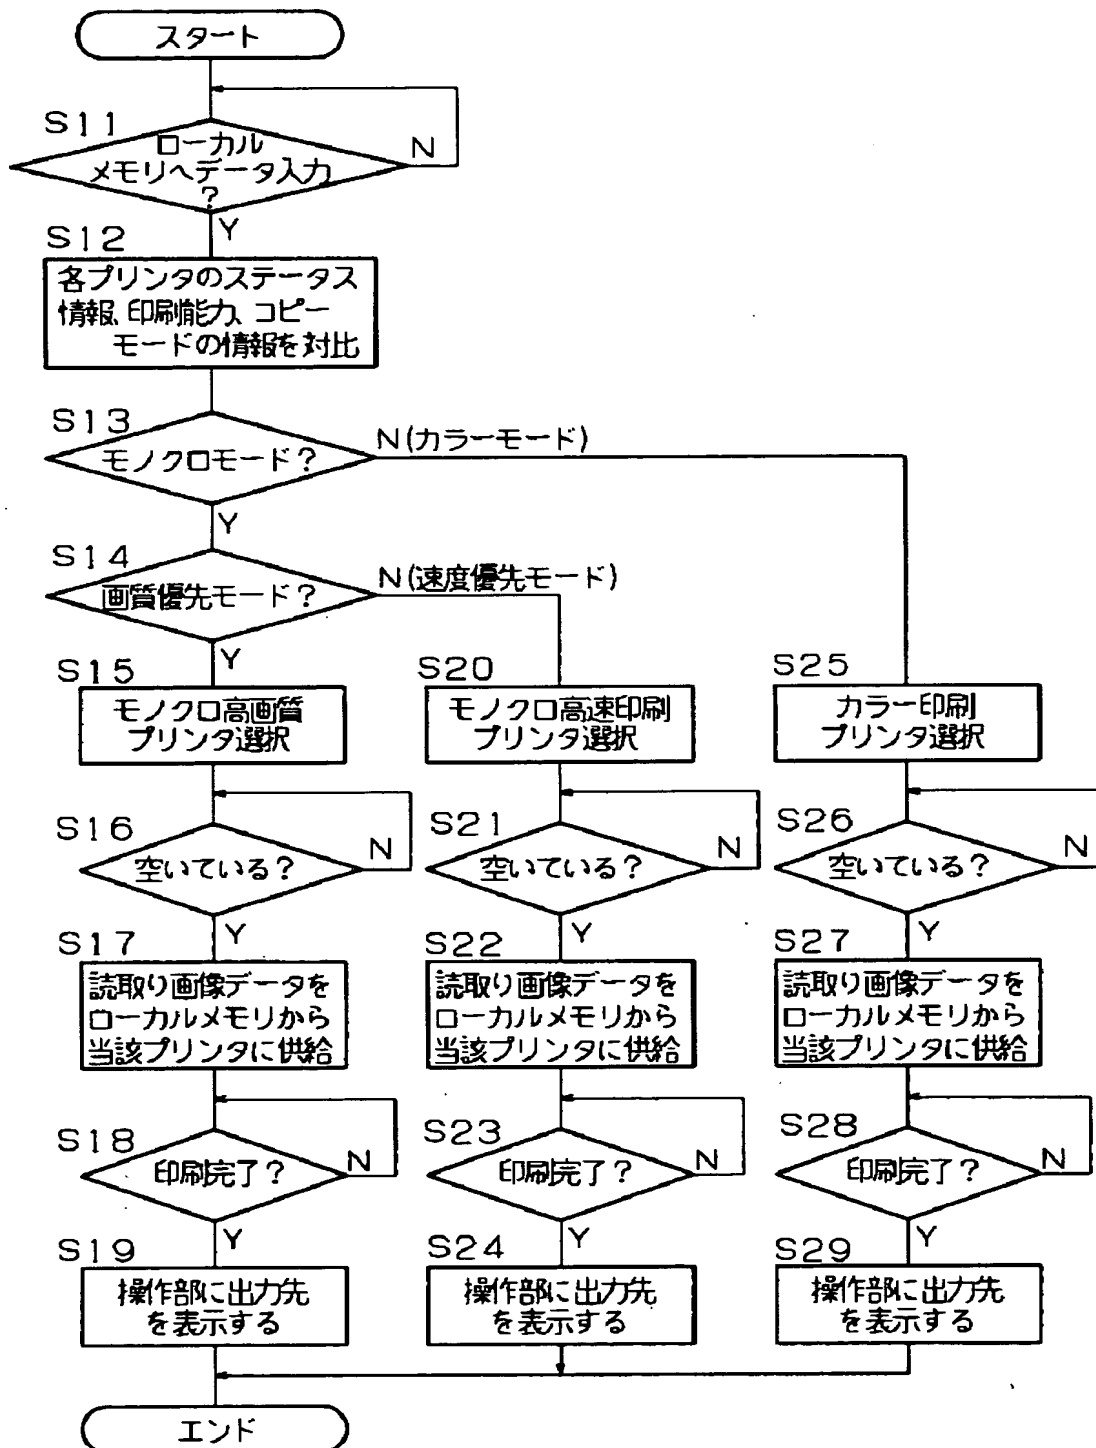 スタート
S11
ローカル
メモリへデータ入力
?
N
Y
S12
各プリンタのステータス
情報、印刷能力、コピー
モードの情報を対比
S13
モノクロモード?
N(カラーモード)
Y
S14
画質優先モード?
N(速度優先モード)
Y
S15
モノクロ高画質
プリンタ選択
S20
モノクロ高速印刷
プリンタ選択
S25
カラー印刷
プリンタ選択
S16
空いている?
N
Y
S21
空いている?
N
Y
S26
空いている?
N
Y
S17
読取り画像データを
ローカルメモリから
当該プリンタに供給
S22
読取り画像データを
ローカルメモリから
当該プリンタに供給
S27
読取り画像データを
ローカルメモリから
当該プリンタに供給
S18
印刷完了?
N
Y
S23
印刷完了?
N
Y
S28
印刷完了?
N
Y
S19
操作部に出力先
を表示する
S24
操作部に出力先
を表示する
S29
操作部に出力先
を表示する
エンド